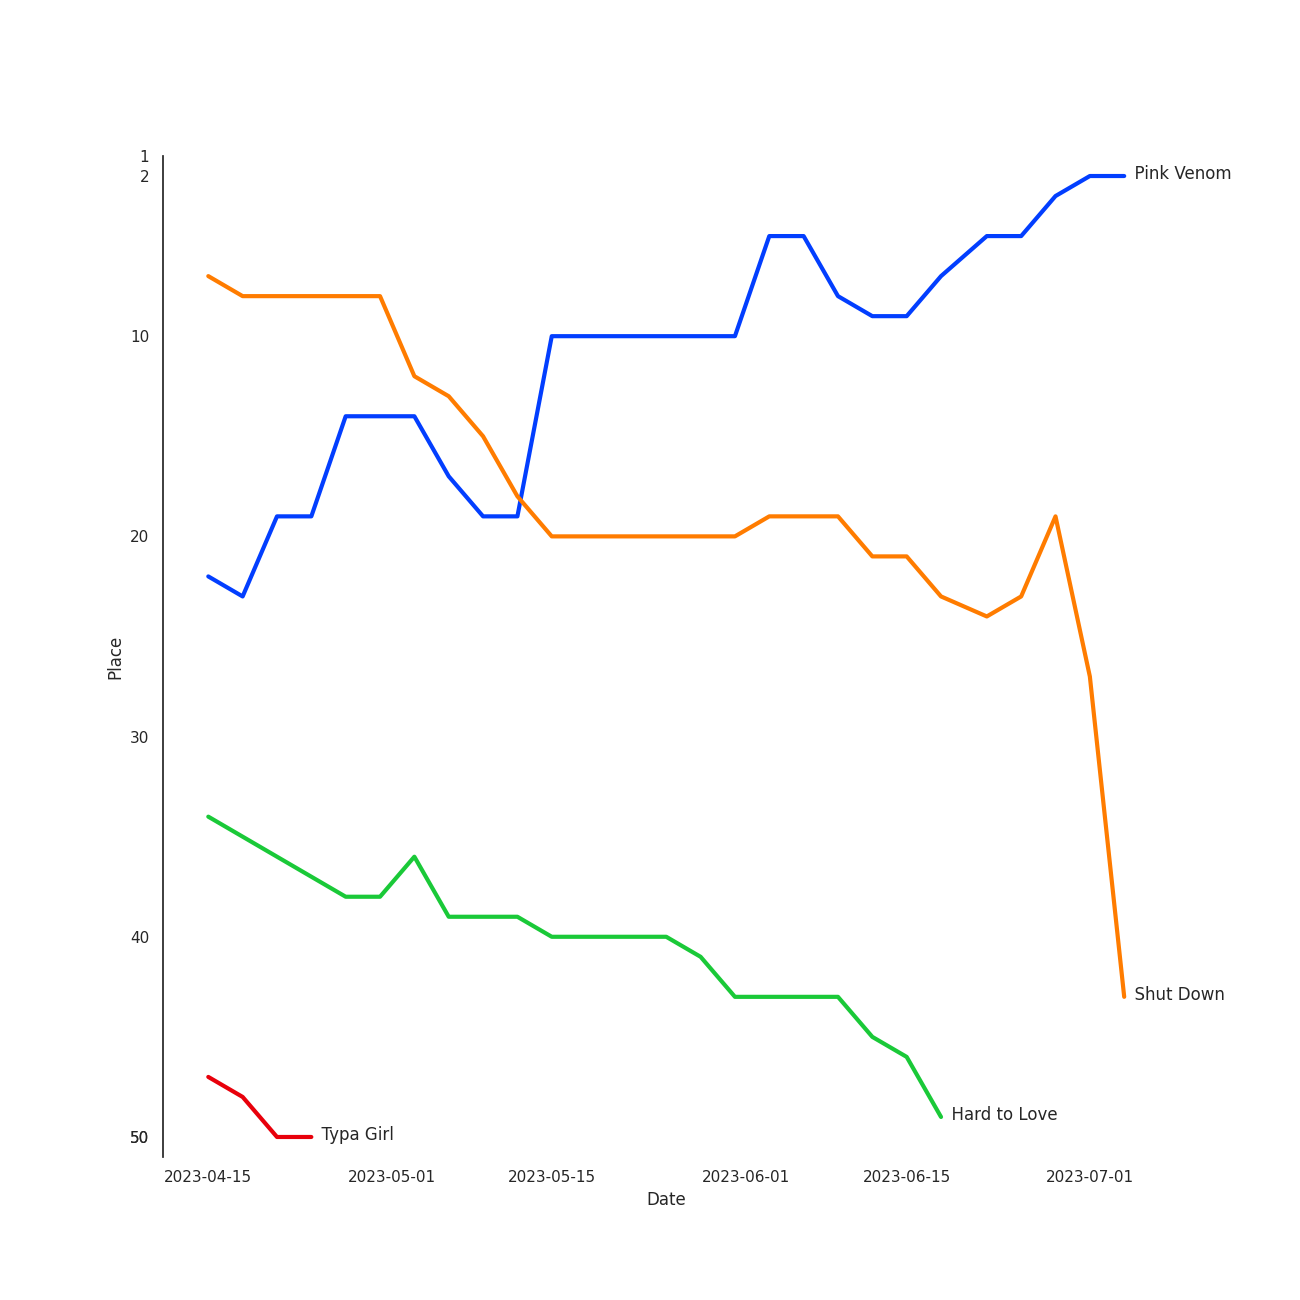 1
2
Pink Venom
10
20
Place
30
40
Shut Down
Hard to Love
50
Typa Girl
2023-04-15 2023-05-01 2023-05-15 2023-06-01 2023-06-15 2023-07-01
Date